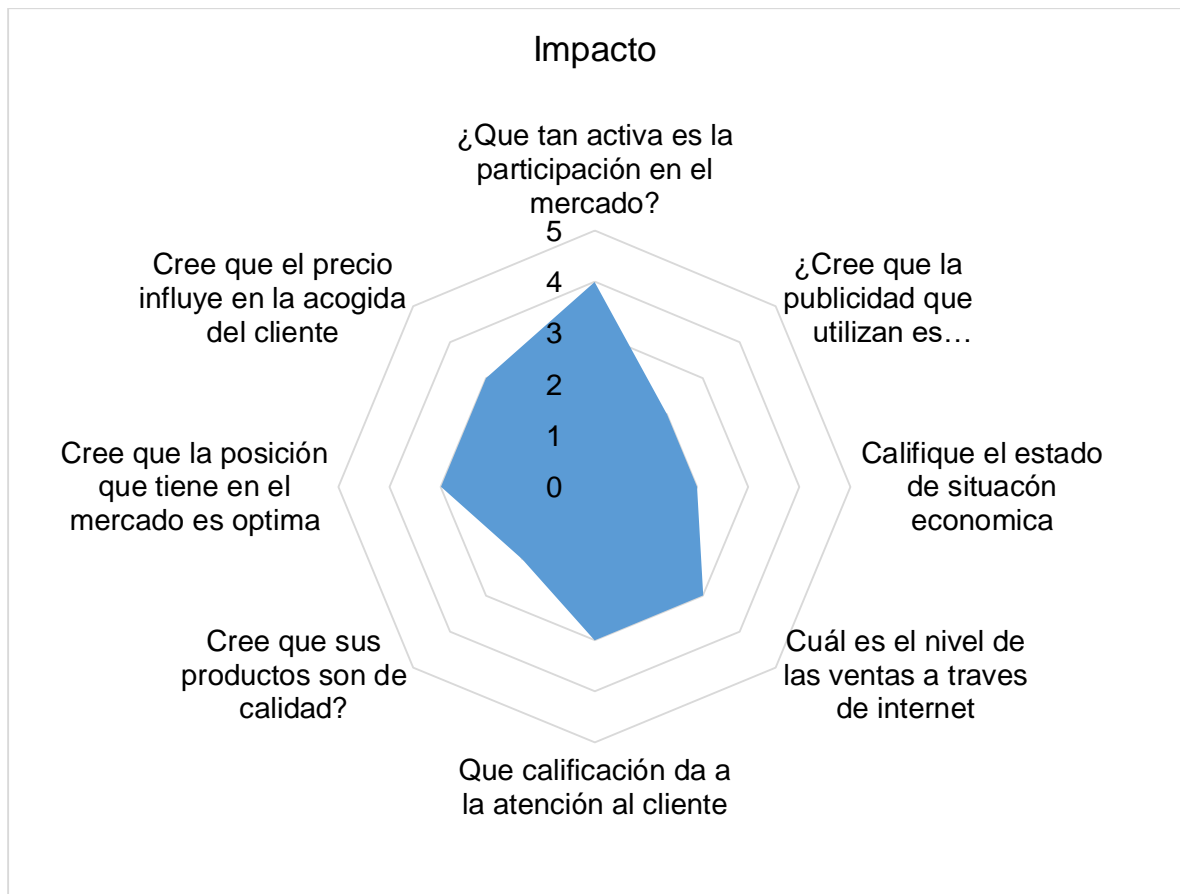 Impacto
¿Que tan activa es la
participación en el
mercado?
¿Cree que la
publicidad que
utilizan es…
Califique el estado
de situacón
economica
Cuál es el nivel de
las ventas a traves
de internet
Que calificación da a
la atención al cliente
Cree que sus
productos son de
calidad?
Cree que la posición
que tiene en el
mercado es optima
Cree que el precio
influye en la acogida
del cliente
5
4
3
2
1
0